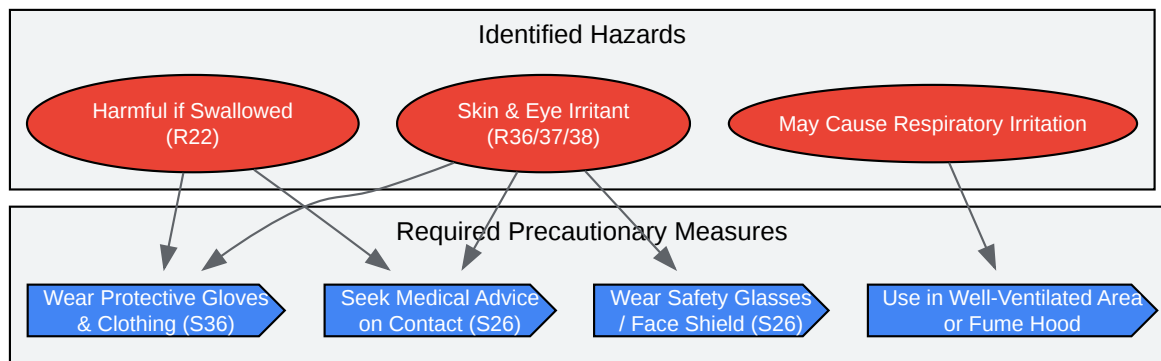 Identified Hazards
Harmful if Swallowed
(R22)
Skin & Eye Irritant
(R36/37/38)
May Cause Respiratory Irritation
Required Precautionary Measures
Wear Protective Gloves
& Clothing (S36)
Seek Medical Advice
on Contact (S26)
Wear Safety Glasses
/ Face Shield (S26)
Use in Well-Ventilated Area
or Fume Hood